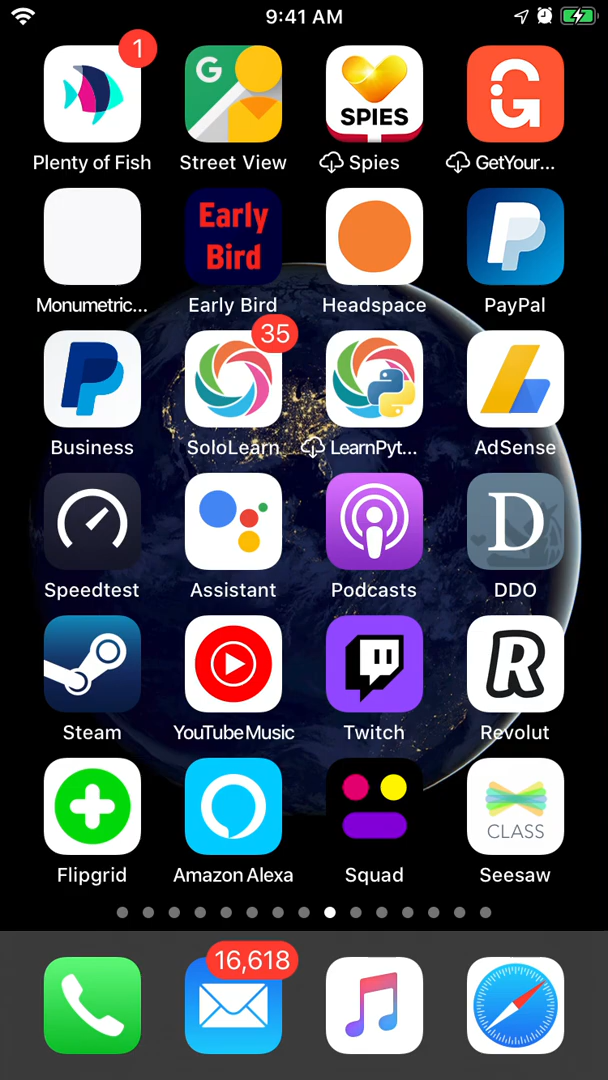 9:41 AM
1
G
SPIES
G
Plenty of Fish
Street View
Spies
GetYour...
Early
Bird
Monumetric...
Early Bird
Headspace
PayPal
35
Business
SoloLearn
LearnPyt...
AdSense
D
Speedtest
Assistant
Podcasts
DDO
R
Steam
YouTube Music
Twitch
Revolut
CLASS
Flipgrid
Amazon Alexa
Squad
Seesaw
16,618